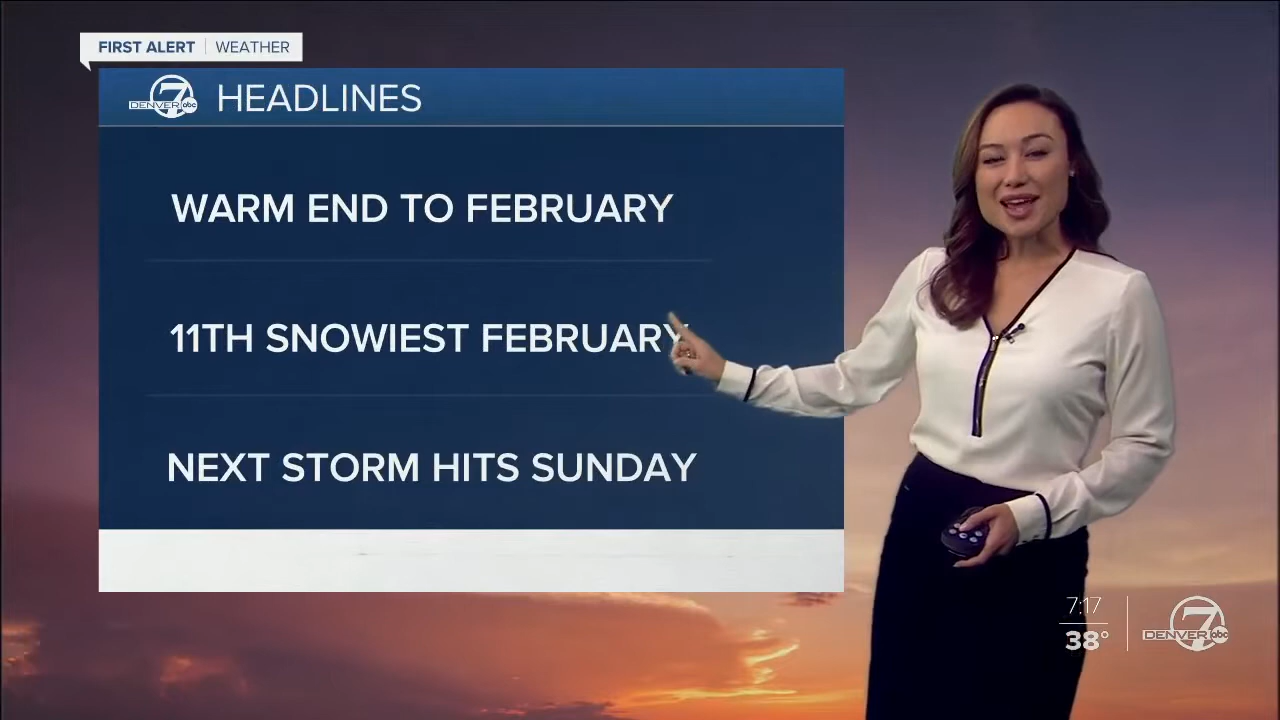 FIRST ALERT | WEATHER
DENVER 7 abc HEADLINES
WARM END TO FEBRUARY
11TH SNOWIEST FEBRUARY
NEXT STORM HITS SUNDAY
7:17
38°
DENVER 7 abc